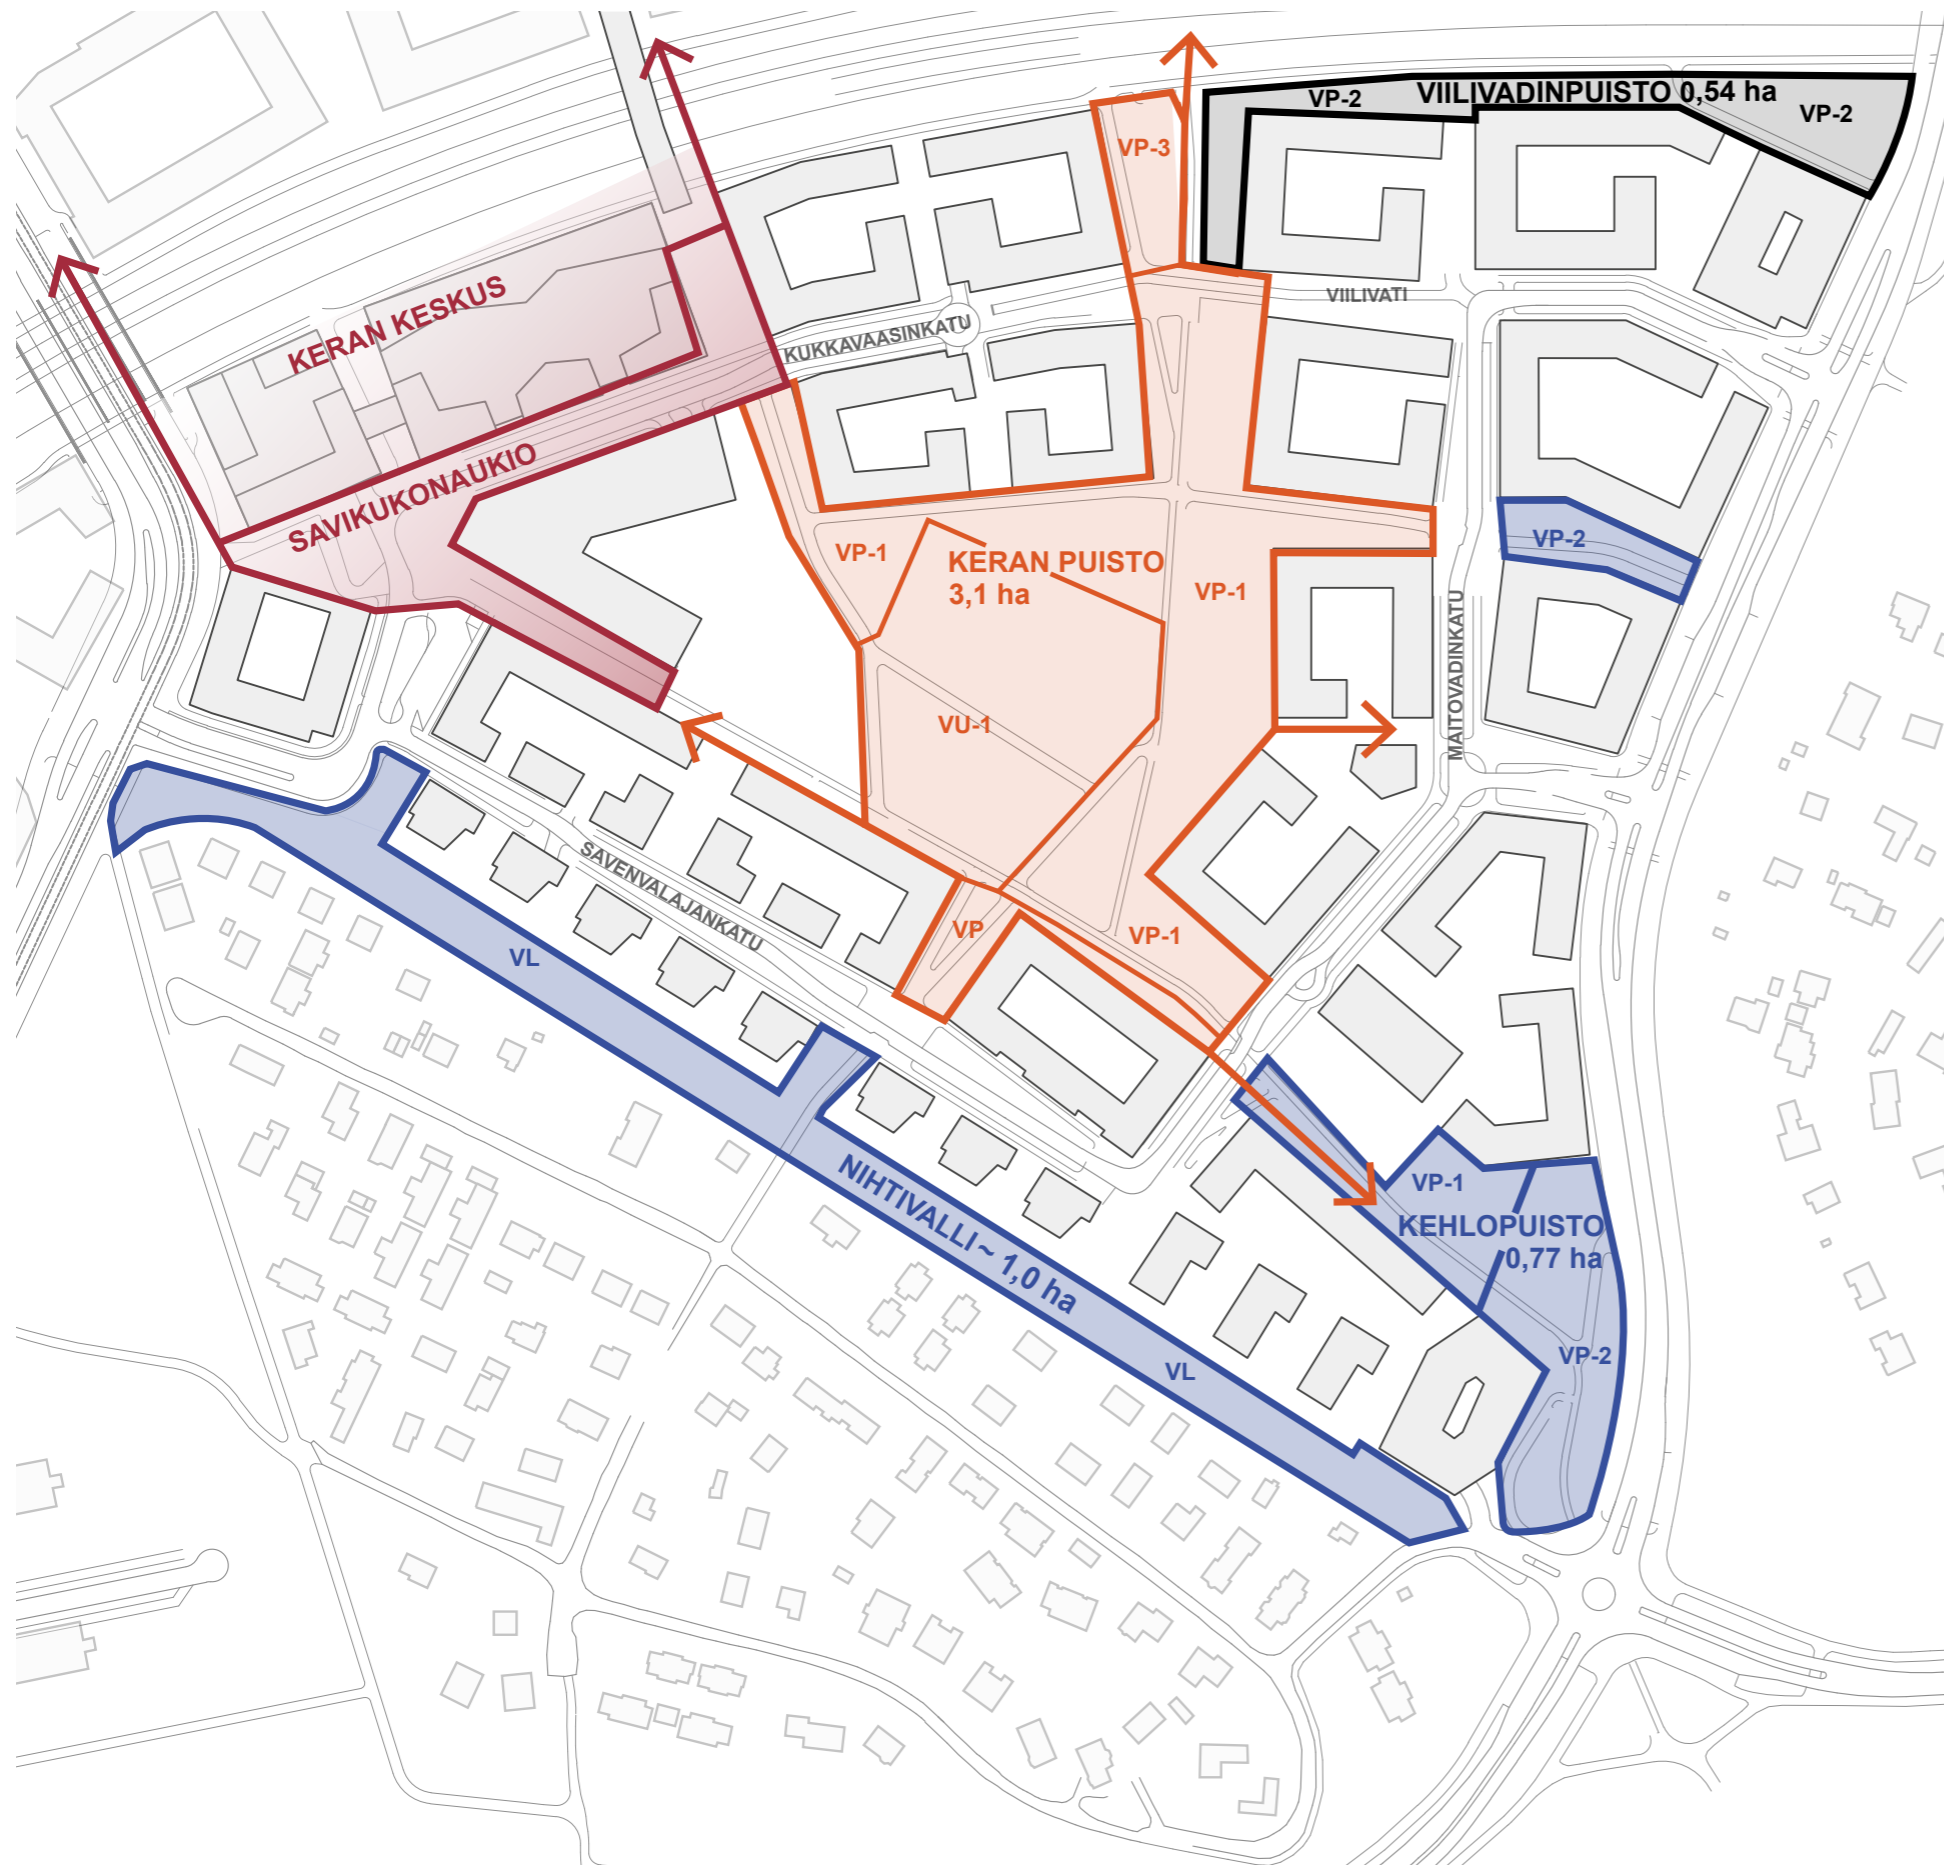 VP-2
VIILIVADINPUISTO 0,54 ha
VP-2
VP-3
KERAN KESKUS
VIILIVATI
KUKKAVAASINKATU
SAVIKUKONAUKIO
VP-1
KERAN PUISTO
3,1 ha
VP-1
VP-2
MAITOVADINKATU
VU-1
SAVENVALAJANKATU
VL
VP
VP-1
NIHTIVALLI ~ 1,0 ha
VP-1
KEHLOPUISTO
0,77 ha
VP-2
VL